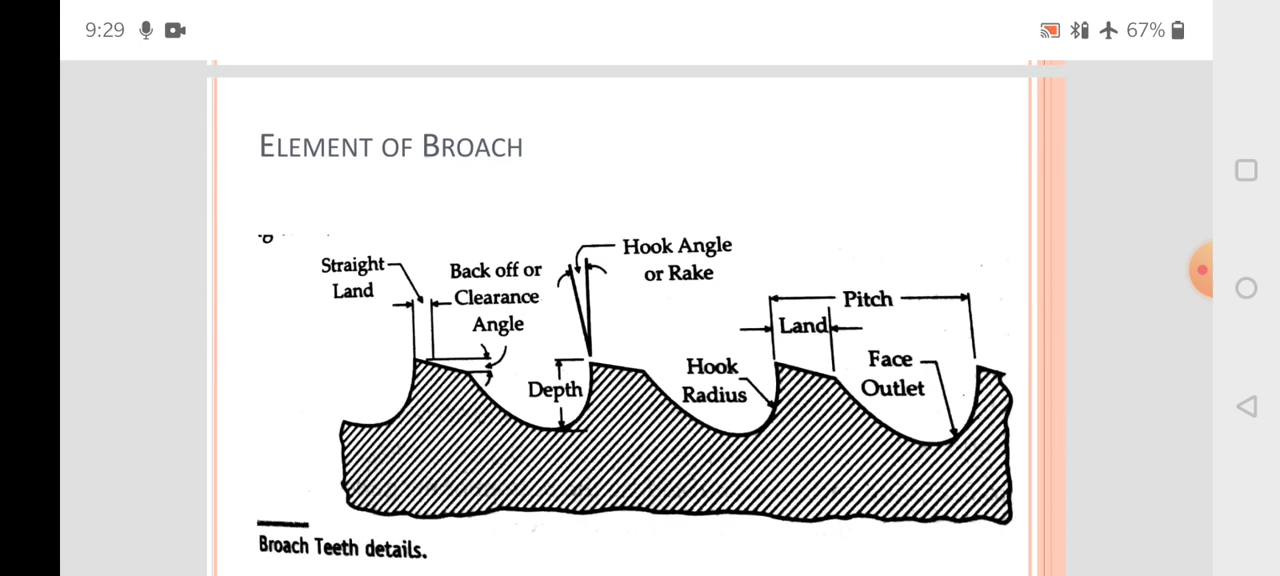 9:29
67%
ELEMENT OF BROACH
Straight
Land
Back off or
Clearance
Angle
Hook Angle
or Rake
Pitch
Land
Depth
Hook
Radius
Face
Outlet
Broach Teeth details.